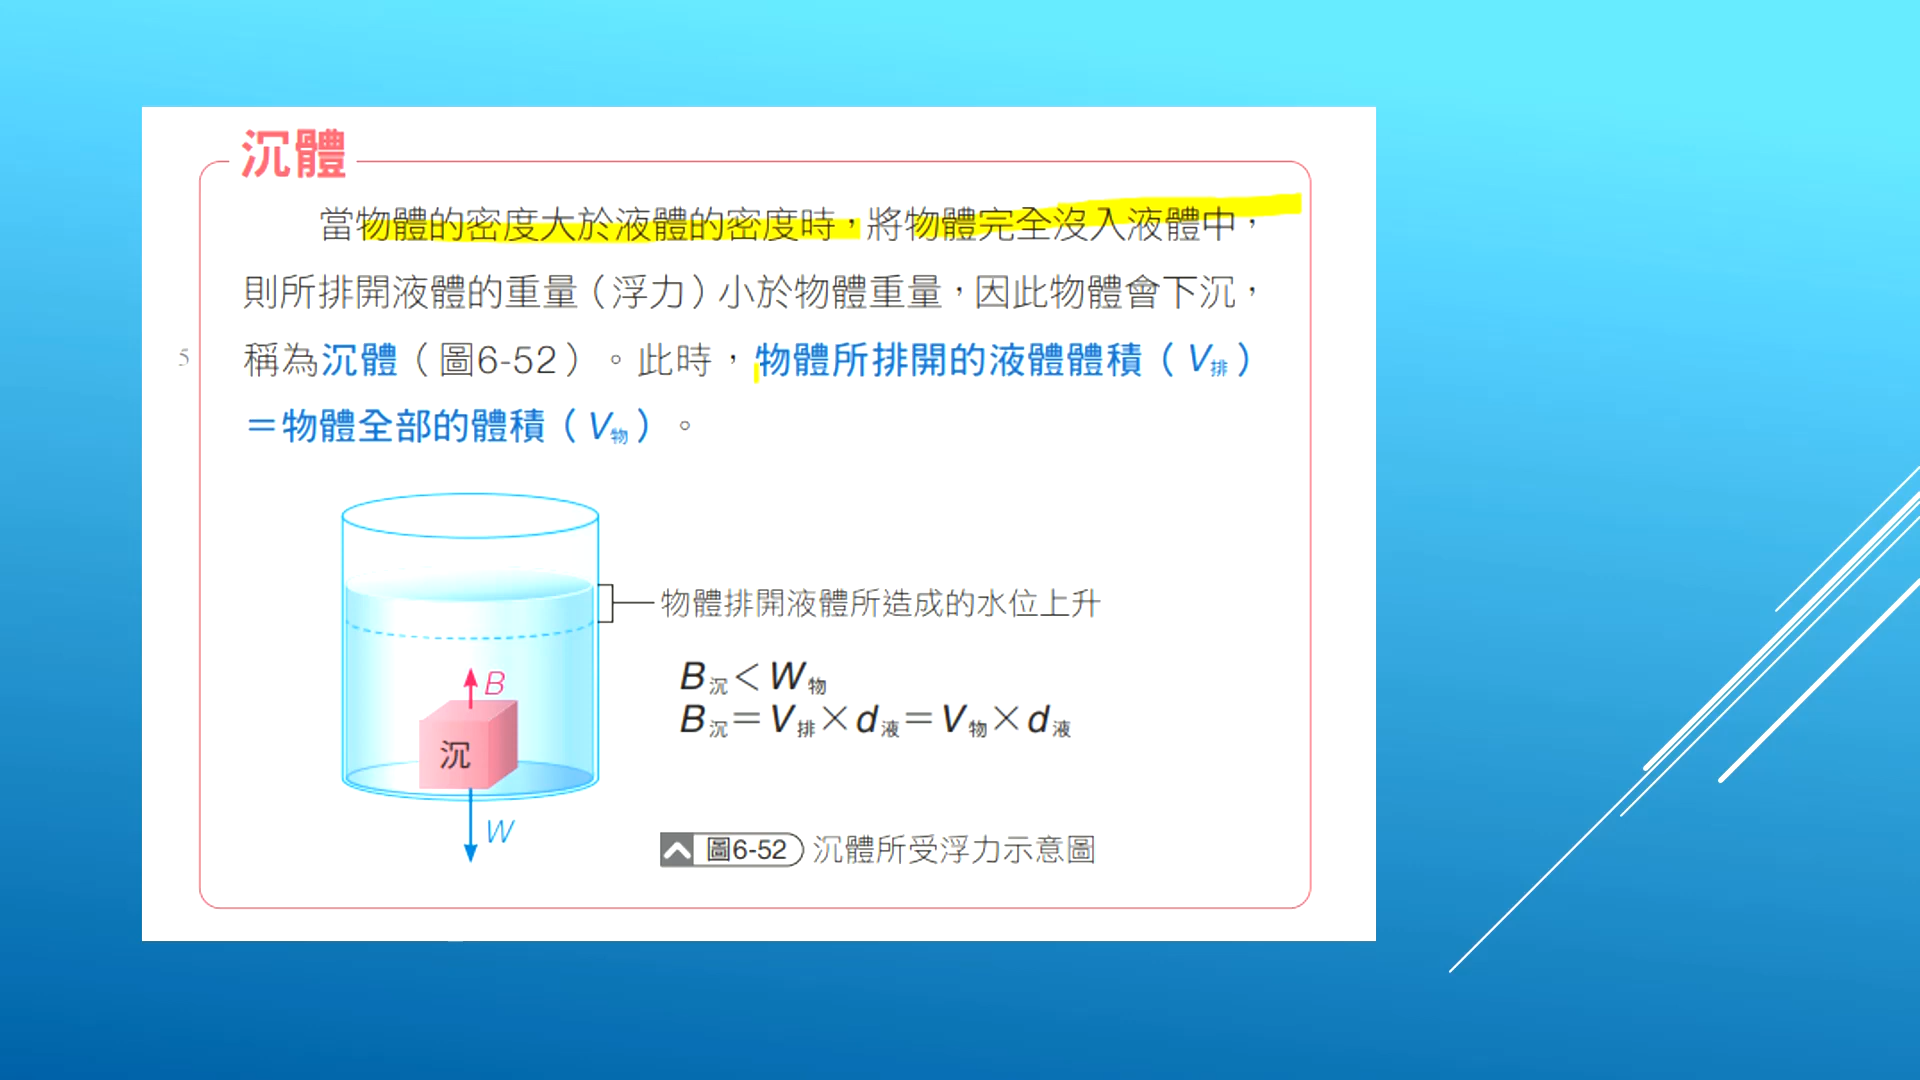 沉體
當物體的密度大於液體的密度時，將物體完全沒入液體中，
則所排開液體的重量（浮力）小於物體重量，因此物體會下沉，
5
稱為沉體（圖6-52）。此時，物體所排開的液體體積（V排）
＝物體全部的體積（V物）。
物體排開液體所造成的水位上升
B
沉
W
B沉＜W物
B沉＝V排×d液＝V物×d液
圖6-52 沉體所受浮力示意圖